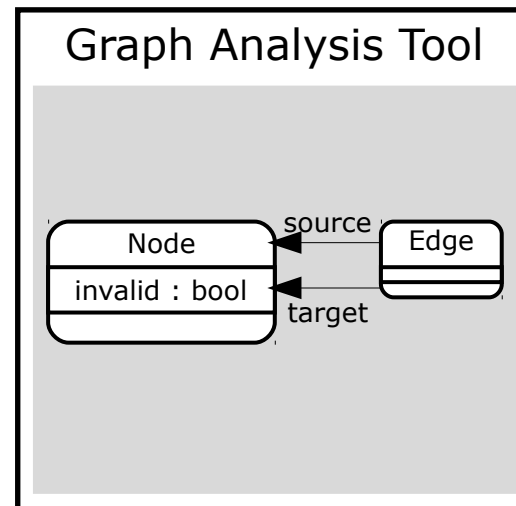 Graph Analysis Tool
source
Node
Edge
invalid : bool
target